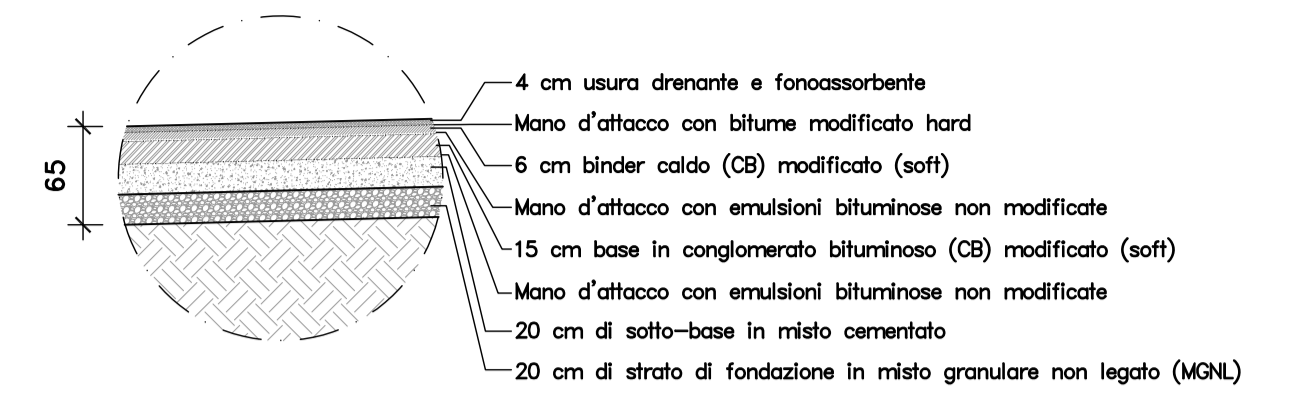 4 cm usura drenante e fonoassorbente
Mano d'attacco con bitume modificato hard
6 cm binder caldo (CB) modificato (soft)
65
Mano d'attacco con emulsioni bituminose non modificate
15 cm base in conglomerato bituminoso (CB) modificato (soft)
Mano d'attacco con emulsioni bituminose non modificate
20 cm di sotto-base in misto cementato
20 cm di strato di fondazione in misto granulare non legato (MGNL)